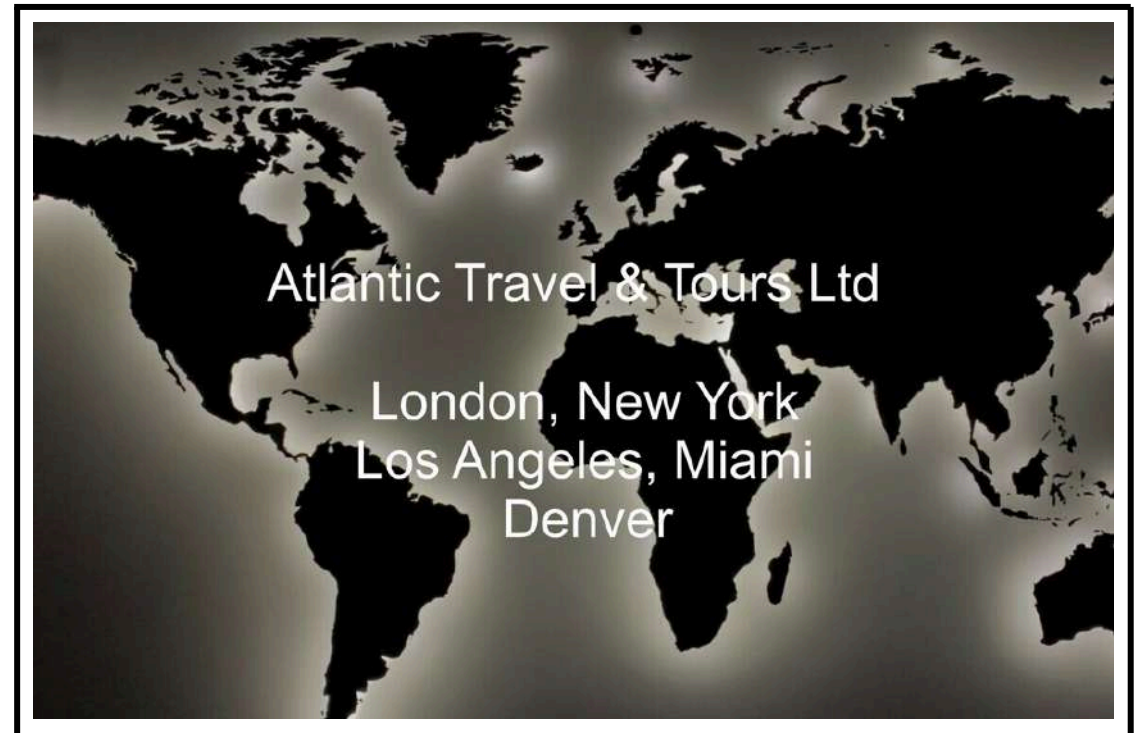 Atlantic Travel & Tours Ltd
London, New York
Los Angeles, Miami
Denver